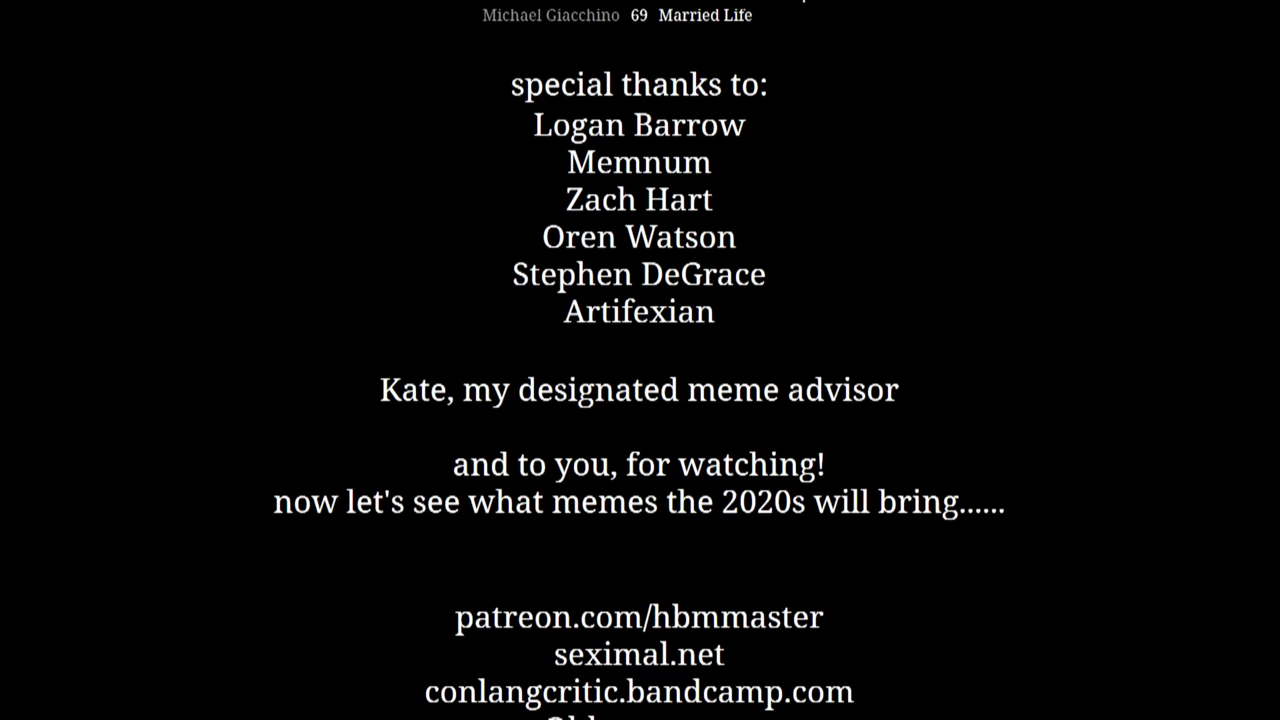 Michael Giacchino 69 Married Life
special thanks to:
Logan Barrow
Memnum
Zach Hart
Oren Watson
Stephen DeGrace
Artifexian
Kate, my designated meme advisor
and to you, for watching!
now let's see what memes the 2020s will bring......
patreon.com/hbmmaster
seximal.net
conlangcritic.bandcamp.com